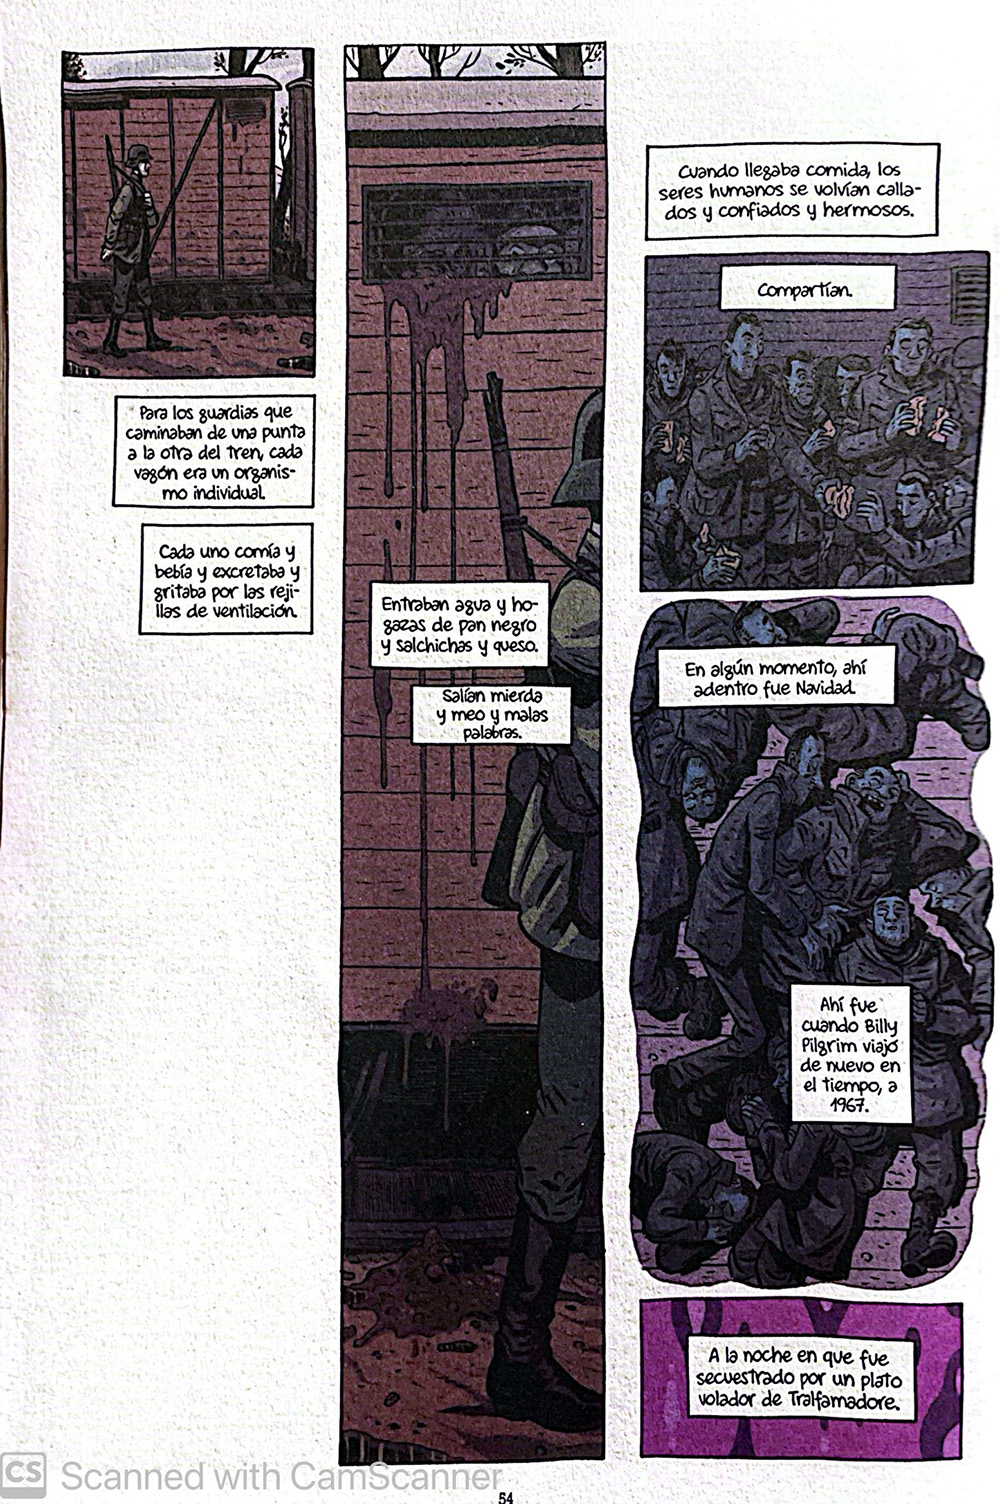 Para los guardias que
caminaban de una punta
a la otra del tren, cada
vagón era un organis-
mo individual.
Cada uno comía y
bebía y excretaba y
gritaba por las reji-
llas de ventilación.
Entraban agua y ho-
gazas de pan negro
y salchichas y queso.
Salían mierda
y meo y malas
palabras.
Cuando llegaba comida, los
seres humanos se volvían calla-
dos y confiados y hermosos.
Compartían.
En algún momento, ahí
adentro fue Navidad.
Ahí fue
cuando Billy
Pilgrim viajó
de nuevo en
el tiempo, a
1967.
A la noche en que fue
secuestrado por un plato
volador de Tralfamadore.
CS Scanned with CamScanner
54